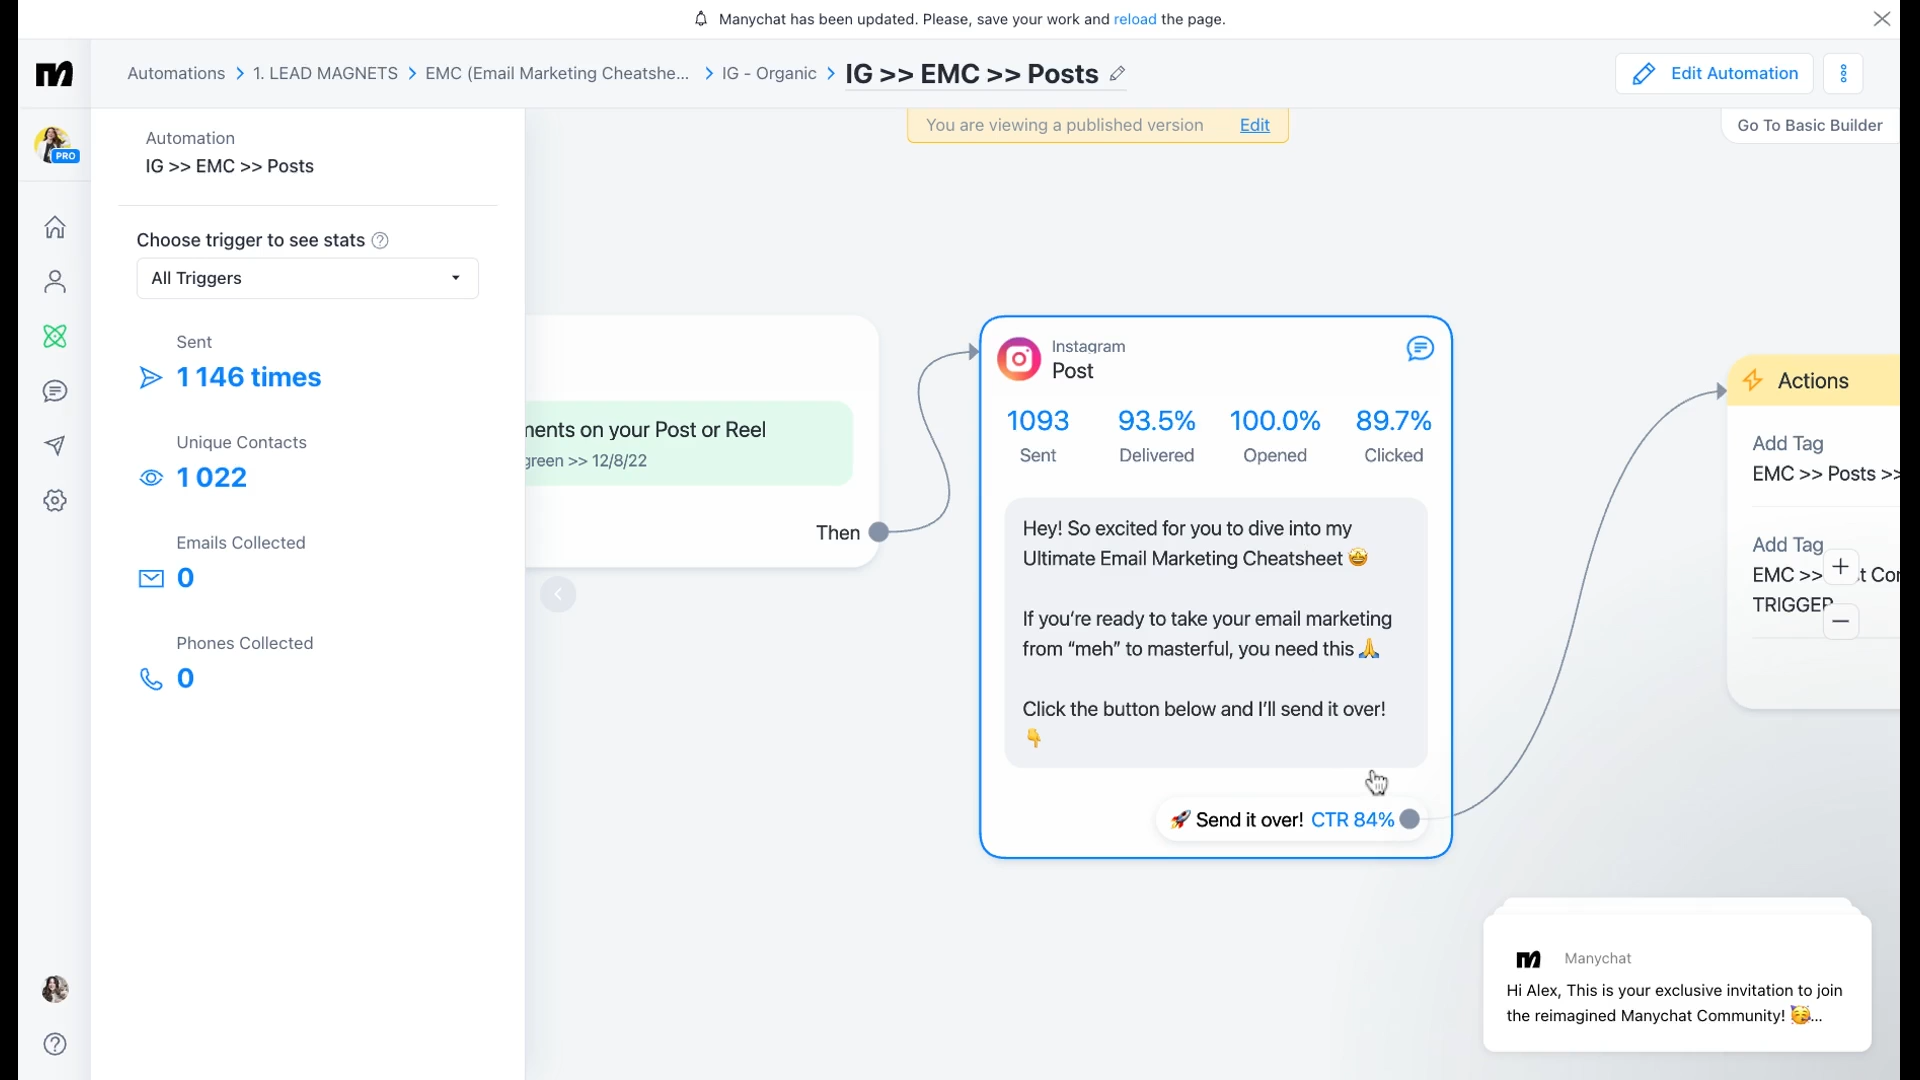 Manychat has been updated. Please, save your work and reload the page.
Automations > 1. LEAD MAGNETS > EMC (Email Marketing Cheatshe... > IG - Organic > IG >> EMC >> Posts
Edit Automation
PRO
Automation
IG >> EMC >> Posts
Choose trigger to see stats
All Triggers
Sent
1 146 times
Unique Contacts
1 022
Emails Collected
0
Phones Collected
0
You are viewing a published version Edit
Go To Basic Builder
ments on your Post or Reel
green >> 12/8/22
Then
Instagram
Post
1093 93.5% 100.0% 89.7%
Sent Delivered Opened Clicked
Hey! So excited for you to dive into my
Ultimate Email Marketing Cheatsheet 🤩
If you're ready to take your email marketing
from “meh” to masterful, you need this 🙏
Click the button below and I'll send it over!
👇
🚀 Send it over! CTR 84%
Actions
Add Tag
EMC >> Posts >>
Add Tag
EMC >> t Con
TRIGGER
Manychat
Hi Alex, This is your exclusive invitation to join
the reimagined Manychat Community! 🥳...